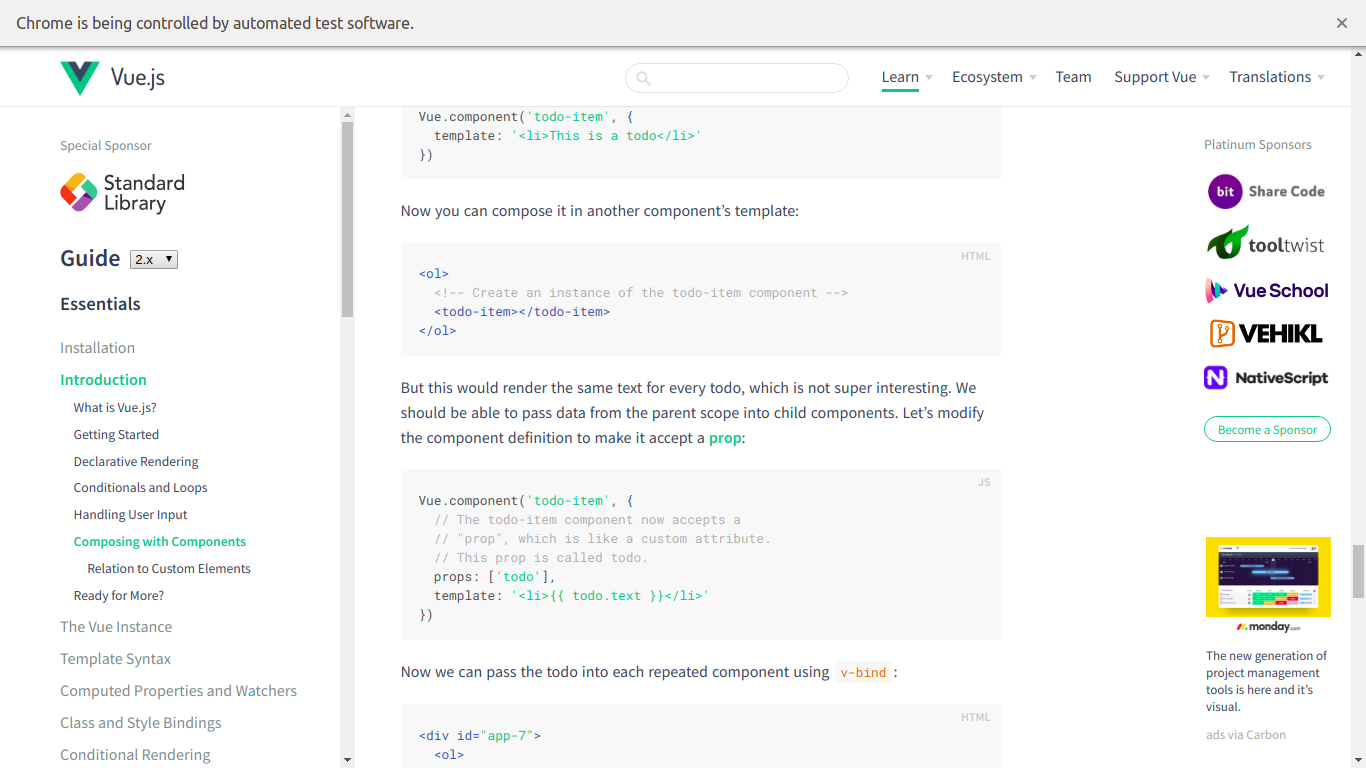 Chrome is being controlled by automated test software.
Vue.js
Learn
Ecosystem
Team
Support Vue
Translations
Special Sponsor
Standard
Library
Guide
2.x
Essentials
Installation
Introduction
What is Vue.js?
Getting Started
Declarative Rendering
Conditionals and Loops
Handling User Input
Composing with Components
Relation to Custom Elements
Ready for More?
The Vue Instance
Template Syntax
Computed Properties and Watchers
Class and Style Bindings
Conditional Rendering
Vue.component('todo-item', {
template: '<li>This is a todo</li>'
})
Now you can compose it in another component’s template:
HTML
<ol>
<!-- Create an instance of the todo-item component -->
<todo-item></todo-item>
</ol>
But this would render the same text for every todo, which is not super interesting. We
should be able to pass data from the parent scope into child components. Let’s modify
the component definition to make it accept a prop:
JS
Vue.component('todo-item', {
// The todo-item component now accepts a
// "prop", which is like a custom attribute.
// This prop is called todo.
props: ['todo'],
template: '<li>{{ todo.text }}</li>'
})
Now we can pass the todo into each repeated component using v-bind :
HTML
<div id="app-7">
<ol>
Platinum Sponsors
bit Share Code
tooltwist
Vue School
VEHIKL
NativeScript
Become a Sponsor
monday.com
The new generation of
project management
tools is here and it’s
visual.
ads via Carbon